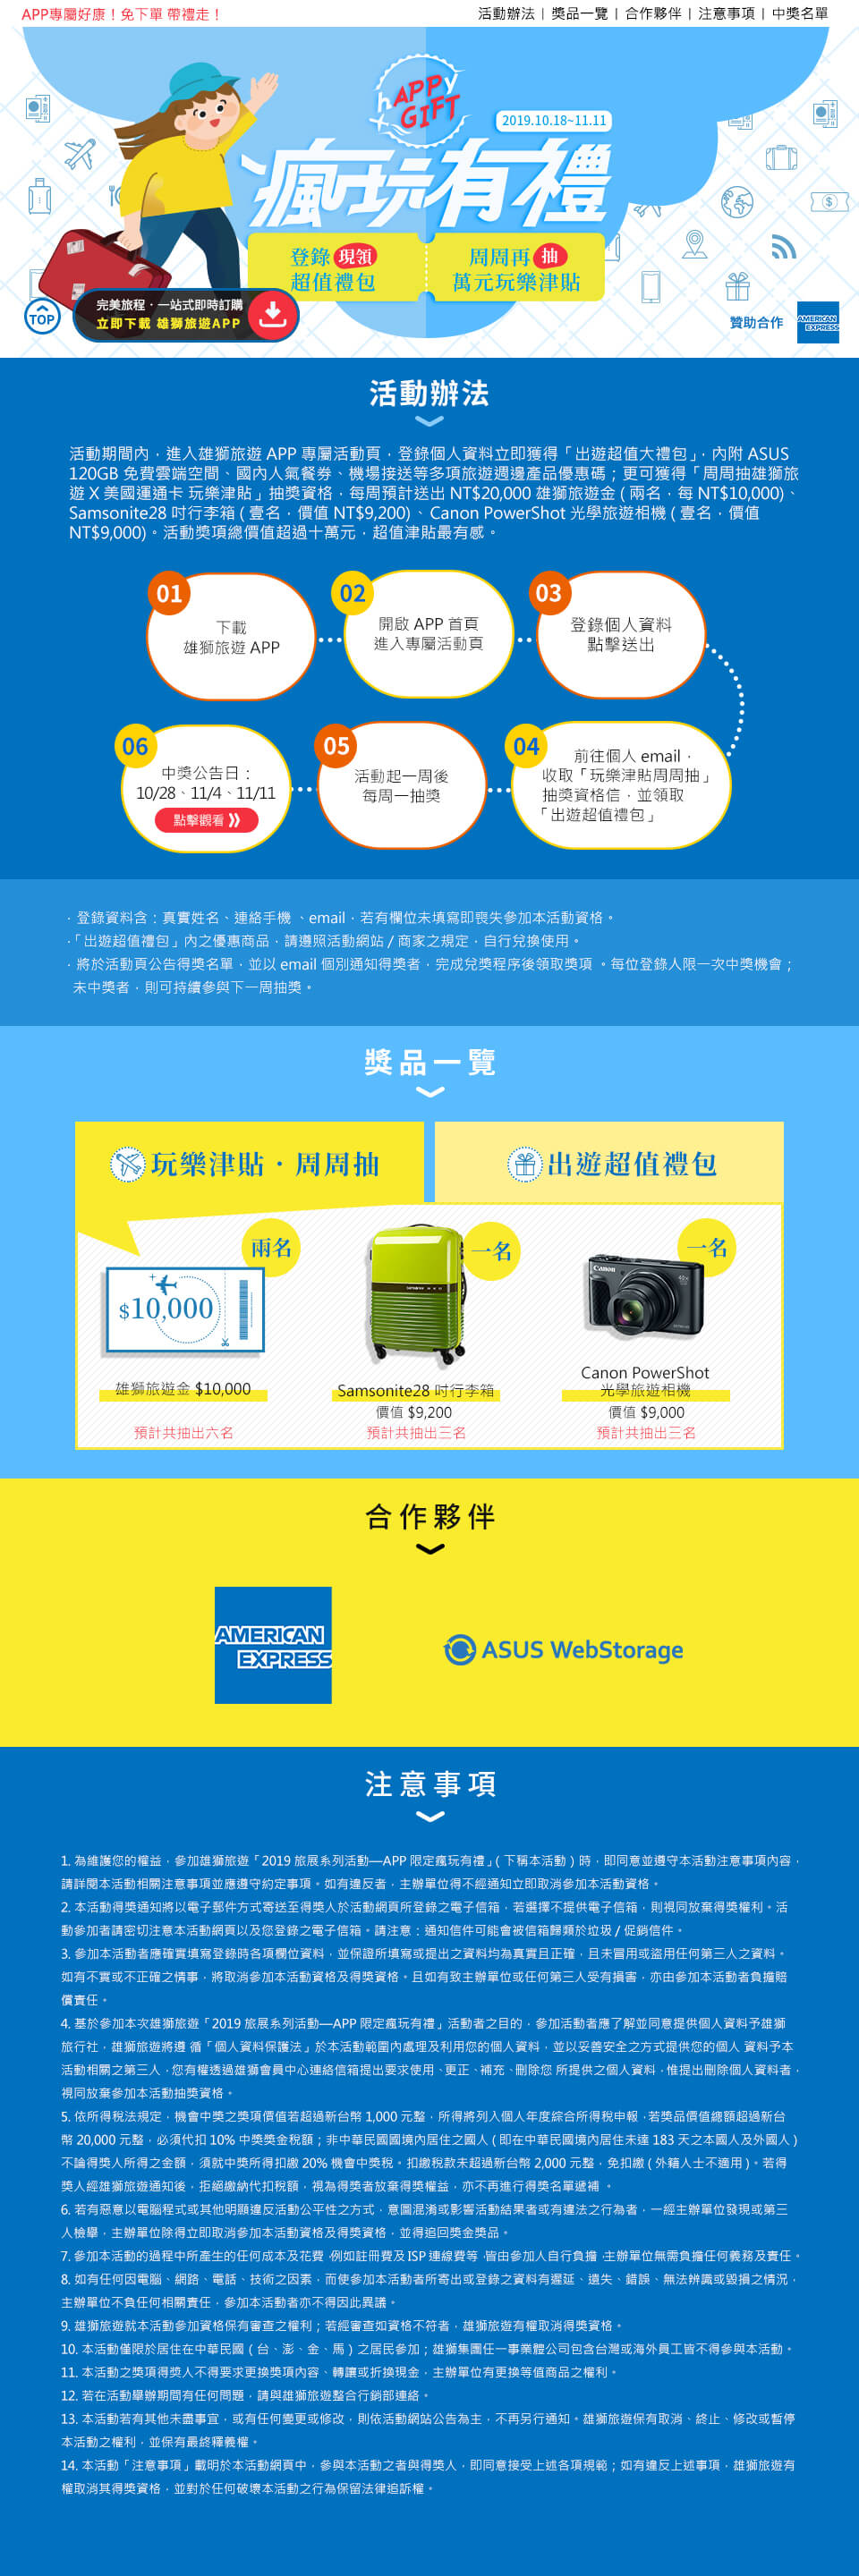 APP專屬好康！免下單 帶禮走！
活動辦法 | 獎品一覽 | 合作夥伴 | 注意事項 | 中獎名單
hAPPy
GIFT
2019.10.18~11.11
瘋玩有禮
登錄 現領
超值禮包
周周再 抽
萬元玩樂津貼
TOP
完美旅程．一站式即時訂購
立即下載 雄獅旅遊APP
贊助合作
AMERICAN
EXPRESS
活動辦法
活動期間內，進入雄獅旅遊 APP 專屬活動頁，登錄個人資料立即獲得「出遊超值大禮包」，內附 ASUS
120GB 免費雲端空間、國內人氣餐券、機場接送等多項旅遊週邊產品優惠碼；更可獲得「周周抽雄獅旅
遊 X 美國運通卡 玩樂津貼」抽獎資格，每周預計送出 NT$20,000 雄獅旅遊金 ( 兩名，每 NT$10,000)、
Samsonite28 吋行李箱 ( 壹名，價值 NT$9,200)、Canon PowerShot 光學旅遊相機 ( 壹名，價值
NT$9,000)。活動奬項總價值超過十萬元，超值津貼最有感。
01
下載
雄獅旅遊 APP
02
開啟 APP 首頁
進入專屬活動頁
03
登錄個人資料
點擊送出
04
前往個人 email，
收取「玩樂津貼周周抽」
抽獎資格信，並領取
「出遊超值禮包」
05
活動起一周後
每周一抽獎
06
中獎公告日：
10/28、11/4、11/11
點擊觀看
．登錄資料含：真實姓名、連絡手機 、email，若有欄位未填寫即喪失參加本活動資格。
．「出遊超值禮包」內之優惠商品，請遵照活動網站 / 商家之規定，自行兌換使用。
．將於活動頁公告得獎名單，並以 email 個別通知得獎者，完成兌獎程序後領取獎項 。每位登錄人限一次中獎機會；
未中獎者，則可持續參與下一周抽獎。
獎品一覽
玩樂津貼．周周抽
出遊超值禮包
兩名
$10,000
雄獅旅遊金 $10,000
預計共抽出六名
一名
Samsonite28 吋行李箱
價值 $9,200
預計共抽出三名
一名
Canon
Canon PowerShot
光學旅遊相機
價值 $9,000
預計共抽出三名
合作夥伴
AMERICAN
EXPRESS
ASUS WebStorage
注意事項
1. 為維護您的權益，參加雄獅旅遊「2019 旅展系列活動—APP 限定瘋玩有禮」( 下稱本活動 ) 時，即同意並遵守本活動注意事項內容，
請詳閱本活動相關注意事項並應遵守約定事項。如有違反者，主辦單位得不經通知立即取消參加本活動資格。
2. 本活動得獎通知將以電子郵件方式寄送至得獎人於活動網頁所登錄之電子信箱，若選擇不提供電子信箱，則視同放棄得獎權利。活
動參加者請密切注意本活動網頁以及您登錄之電子信箱。請注意：通知信件可能會被信箱歸類於垃圾 / 促銷信件。
3. 參加本活動者應確實填寫登錄時各項欄位資料，並保證所填寫或提出之資料均為真實且正確，且未冒用或盜用任何第三人之資料。
如有不實或不正確之情事，將取消參加本活動資格及得獎資格。且如有致主辦單位或任何第三人受有損害，亦由參加本活動者負擔賠
償責任。
4. 基於參加本次雄獅旅遊「2019 旅展系列活動—APP 限定瘋玩有禮」活動者之目的，參加活動者應了解並同意提供個人資料予雄獅
旅行社，雄獅旅遊將遵 循「個人資料保護法」於本活動範圍內處理及利用您的個人資料，並以妥善安全之方式提供您的個人 資料予本
活動相關之第三人，您有權透過雄獅會員中心連絡信箱提出要求使用、更正、補充、刪除您 所提供之個人資料，惟提出刪除個人資料者，
視同放棄參加本活動抽獎資格。
5. 依所得稅法規定，機會中獎之獎項價值若超過新台幣 1,000 元整，所得將列入個人年度綜合所得稅申報，若獎品價值總額超過新台
幣 20,000 元整，必須代扣 10% 中獎獎金稅額；非中華民國國境內居住之國人 ( 即在中華民國境內居住未達 183 天之本國人及外國人 )
不論得獎人所得之金額，須就中獎所得扣繳 20% 機會中獎稅。扣繳稅款未超過新台幣 2,000 元整，免扣繳 ( 外籍人士不適用 )。若得
獎人經雄獅旅遊通知後，拒絕繳納代扣稅額，視為得獎者放棄得獎權益，亦不再進行得獎名單遞補 。
6. 若有惡意以電腦程式或其他明顯違反活動公平性之方式，意圖混淆或影響活動結果者或有違法之行為者，一經主辦單位發現或第三
人檢舉，主辦單位除得立即取消參加本活動資格及得獎資格，並得追回獎金獎品。
7. 參加本活動的過程中所產生的任何成本及花費，例如註冊費及 ISP 連線費等，皆由參加人自行負擔，主辦單位無需負擔任何義務及責任。
8. 如有任何因電腦、網路、電話、技術之因素，而使參加本活動者所寄出或登錄之資料有遲延、遺失、錯誤、無法辨識或毀損之情況，
主辦單位不負任何相關責任，參加本活動者亦不得因此異議。
9. 雄獅旅遊就本活動參加資格保有審查之權利；若經審查如資格不符者，雄獅旅遊有權取消得獎資格。
10. 本活動僅限於居住在中華民國 ( 台、澎、金、馬 ) 之居民參加；雄獅集團任一事業體公司包含台灣或海外員工皆不得參與本活動。
11. 本活動之獎項得獎人不得要求更換獎項內容、轉讓或折換現金，主辦單位有更換等值商品之權利。
12. 若在活動舉辦期間有任何問題，請與雄獅旅遊整合行銷部連絡。
13. 本活動若有其他未盡事宜，或有任何變更或修改，則依活動網站公告為主，不再另行通知。雄獅旅遊保有取消、終止、修改或暫停
本活動之權利，並保有最終釋義權。
14. 本活動「注意事項」載明於本活動網頁中，參與本活動之者與得獎人，即同意接受上述各項規範；如有違反上述事項，雄獅旅遊有
權取消其得獎資格，並對於任何破壞本活動之行為保留法律追訴權。